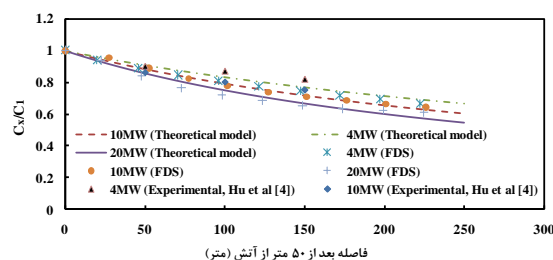 1.2
1
0.8
0.6
0.4
0.2
0
Cx/C1
10MW (Theoretical model)
4MW (Theoretical model)
20MW (Theoretical model)
4MW (FDS)
10MW (FDS)
20MW (FDS)
4MW (Experimental, Hu et al [4])
10MW (Experimental, Hu et al [4])
0 50 100 150 200 250 300
فاصله بعد از ۵۰ متر از آتش (متر)